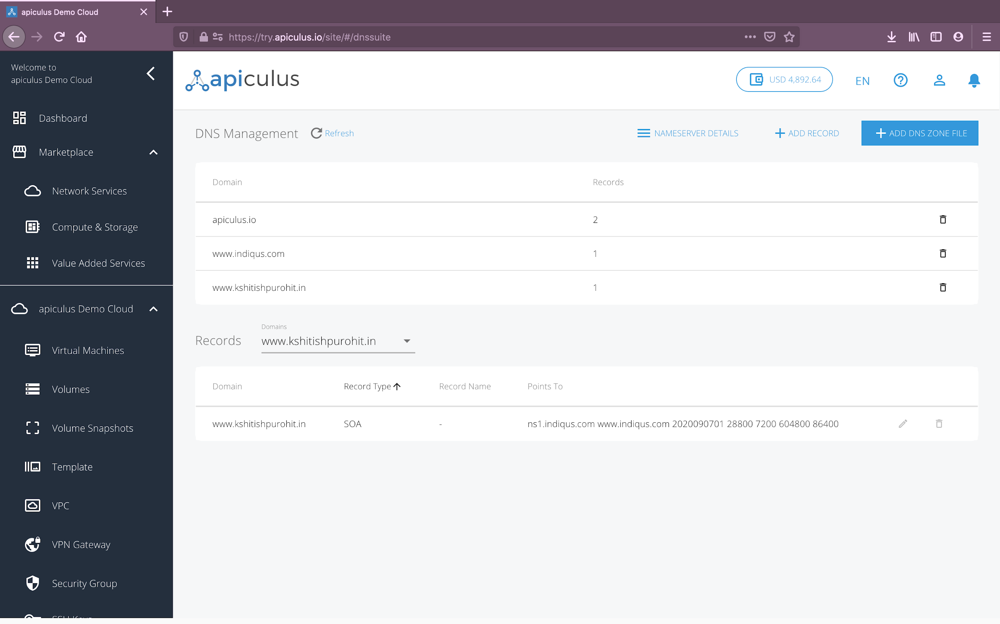 apiculus Demo Cloud
https://try.apiculus.io/site/#/dnssuite
Welcome to
apiculus Demo Cloud
Dashboard
Marketplace
Network Services
Compute & Storage
Value Added Services
apiculus Demo Cloud
Virtual Machines
Volumes
Volume Snapshots
Template
VPC
VPN Gateway
Security Group
apiculus
USD 4,892.64
EN
DNS Management
Refresh
NAMESERVER DETAILS
ADD RECORD
ADD DNS ZONE FILE
Domain Records
apiculus.io 2
www.indiqus.com 1
www.kshitishpurohit.in 1
Records
Domains
www.kshitishpurohit.in
Domain Record Type Record Name Points To
www.kshitishpurohit.in SOA - ns1.indiqus.com www.indiqus.com 2020090701 28800 7200 604800 86400